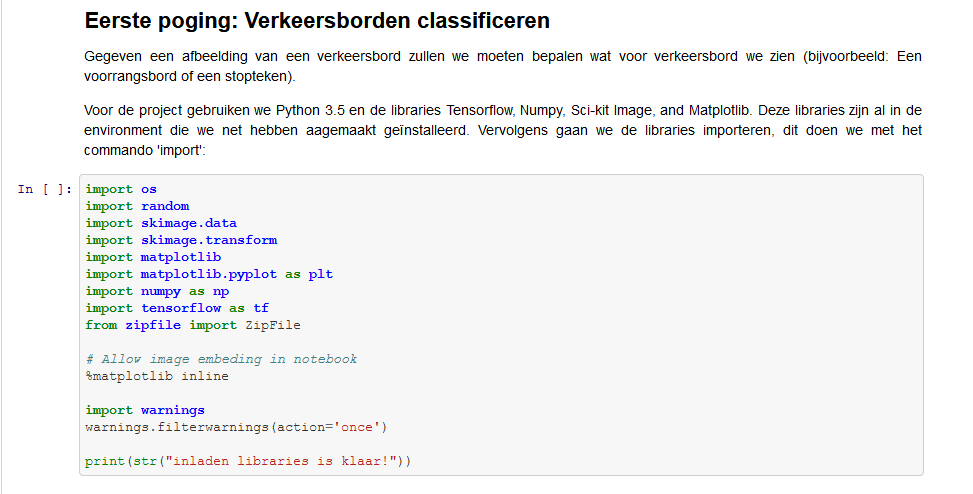 Eerste poging: Verkeersborden classificeren
Gegeven een afbeelding van een verkeersbord zullen we moeten bepalen wat voor verkeersbord we zien (bijvoorbeeld: Een
voorrangsbord of een stopteken).
Voor de project gebruiken we Python 3.5 en de libraries Tensorflow, Numpy, Sci-kit Image, and Matplotlib. Deze libraries zijn al in de
environment die we net hebben aagemaakt geïnstalleerd. Vervolgens gaan we de libraries importeren, dit doen we met het
commando 'import':
In [ ]:
import os
import random
import skimage.data
import skimage.transform
import matplotlib
import matplotlib.pyplot as plt
import numpy as np
import tensorflow as tf
from zipfile import ZipFile
# Allow image embeding in notebook
%matplotlib inline
import warnings
warnings.filterwarnings(action='once')
print(str("inladen libraries is klaar!"))